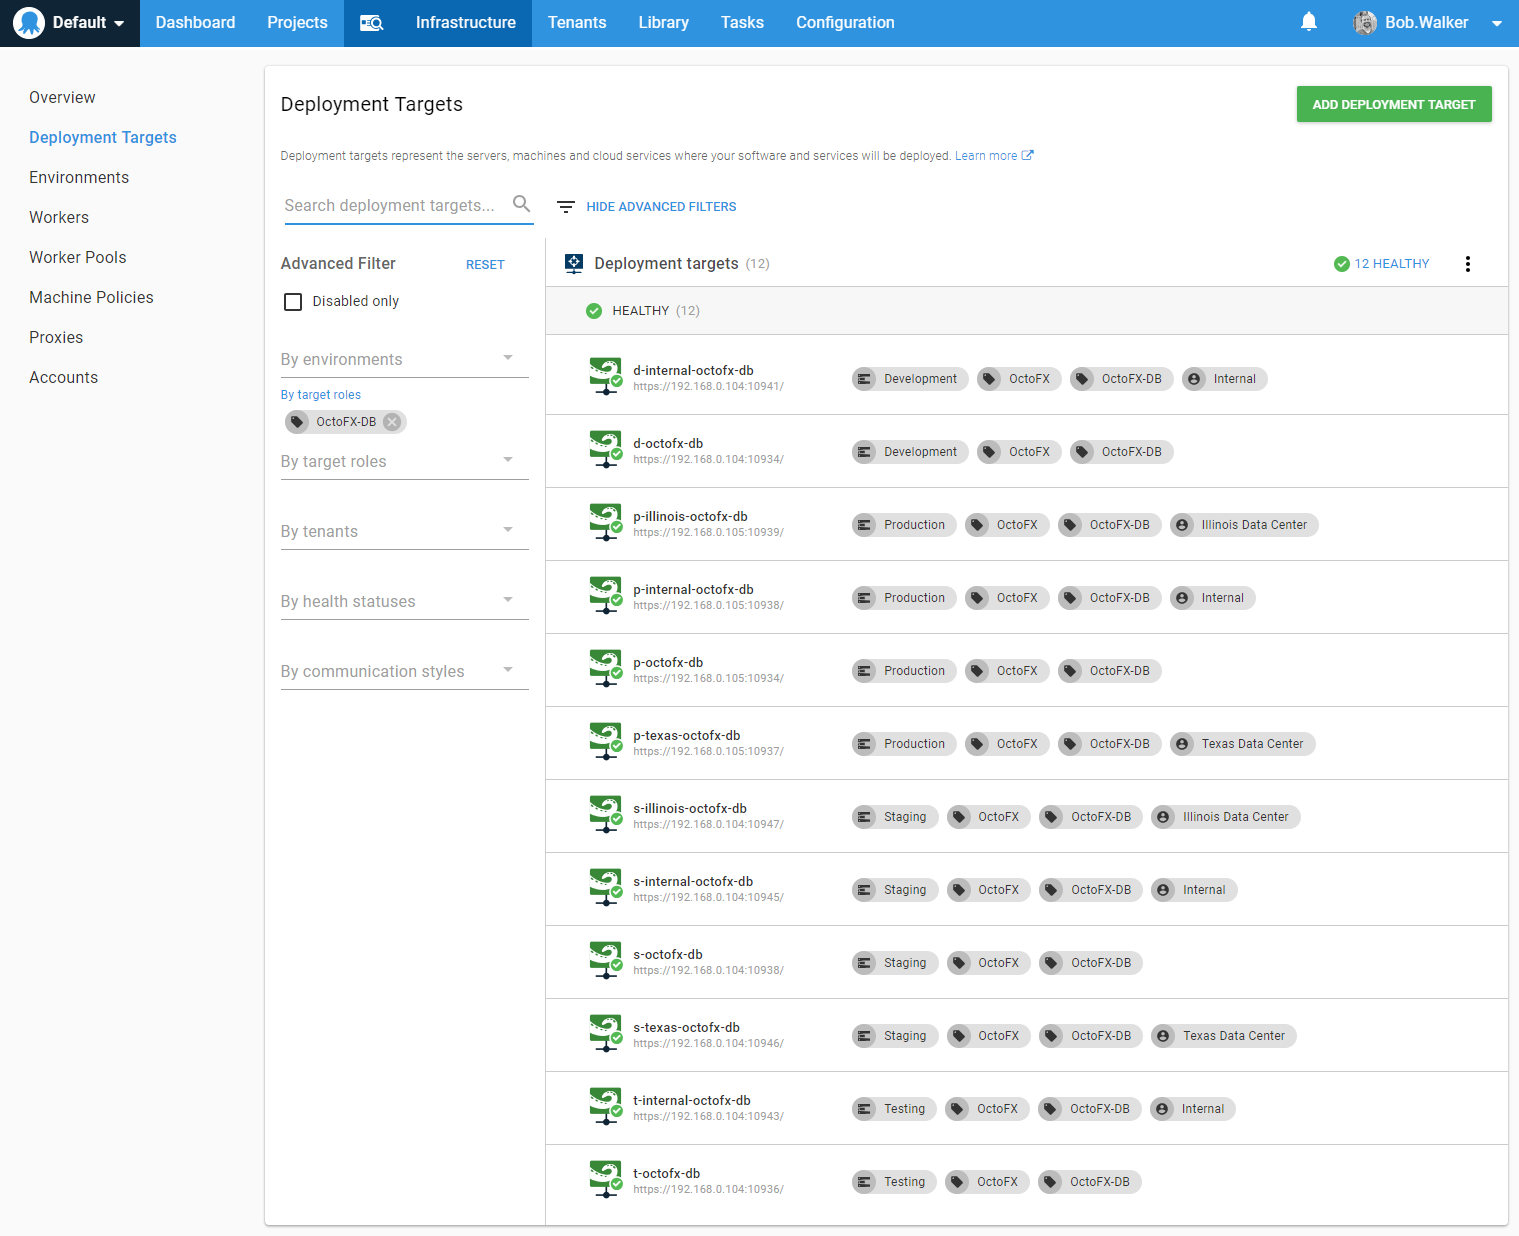 Default Dashboard Projects Infrastructure Tenants Library Tasks Configuration Bob.Walker
Overview
Deployment Targets
Environments
Workers
Worker Pools
Machine Policies
Proxies
Accounts
Deployment Targets
ADD DEPLOYMENT TARGET
Deployment targets represent the servers, machines and cloud services where your software and services will be deployed. Learn more
Search deployment targets...
HIDE ADVANCED FILTERS
Advanced Filter RESET
Disabled only
By environments
By target roles
OctoFX-DB
By target roles
By tenants
By health statuses
By communication styles
Deployment targets (12) 12 HEALTHY
HEALTHY (12)
d-internal-octofx-db
https://192.168.0.104:10941/
Development OctoFX OctoFX-DB Internal
d-octofx-db
https://192.168.0.104:10934/
Development OctoFX OctoFX-DB
p-illinois-octofx-db
https://192.168.0.105:10939/
Production OctoFX OctoFX-DB Illinois Data Center
p-internal-octofx-db
https://192.168.0.105:10938/
Production OctoFX OctoFX-DB Internal
p-octofx-db
https://192.168.0.105:10934/
Production OctoFX OctoFX-DB
p-texas-octofx-db
https://192.168.0.105:10937/
Production OctoFX OctoFX-DB Texas Data Center
s-illinois-octofx-db
https://192.168.0.104:10947/
Staging OctoFX OctoFX-DB Illinois Data Center
s-internal-octofx-db
https://192.168.0.104:10945/
Staging OctoFX OctoFX-DB Internal
s-octofx-db
https://192.168.0.104:10938/
Staging OctoFX OctoFX-DB
s-texas-octofx-db
https://192.168.0.104:10946/
Staging OctoFX OctoFX-DB Texas Data Center
t-internal-octofx-db
https://192.168.0.104:10943/
Testing OctoFX OctoFX-DB Internal
t-octofx-db
https://192.168.0.104:10936/
Testing OctoFX OctoFX-DB